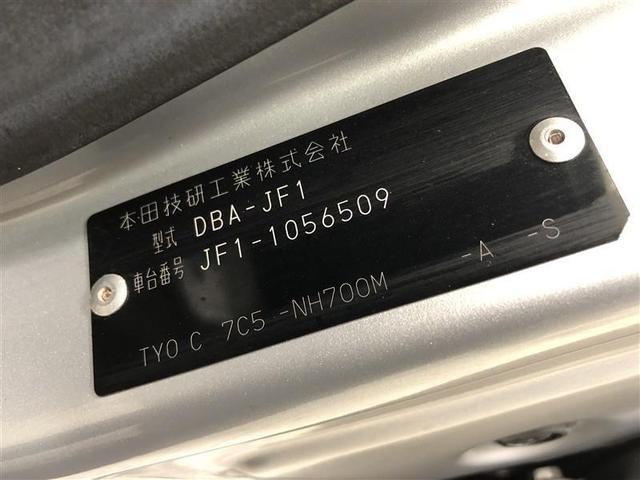 本田技研工業株式会社
型式 DBA-JF1
車台番号 JF1-1056509
TYO C 7C5 -NH700M -A -S